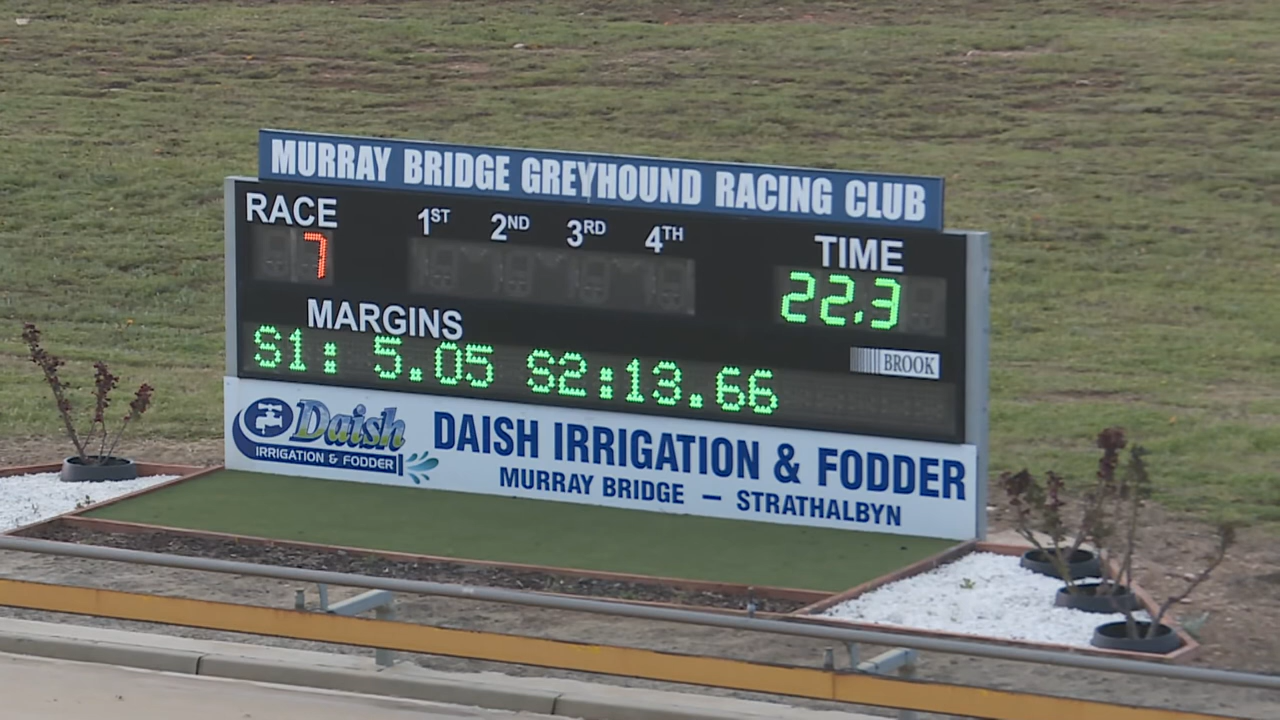 MURRAY BRIDGE GREYHOUND RACING CLUB
RACE 1ST 2ND 3RD 4TH TIME
7 22.3
MARGINS
S1: 5.05 S2:13.66
BROOK
Daish
IRRIGATION & FODDER
DAISH IRRIGATION & FODDER
MURRAY BRIDGE – STRATHALBYN